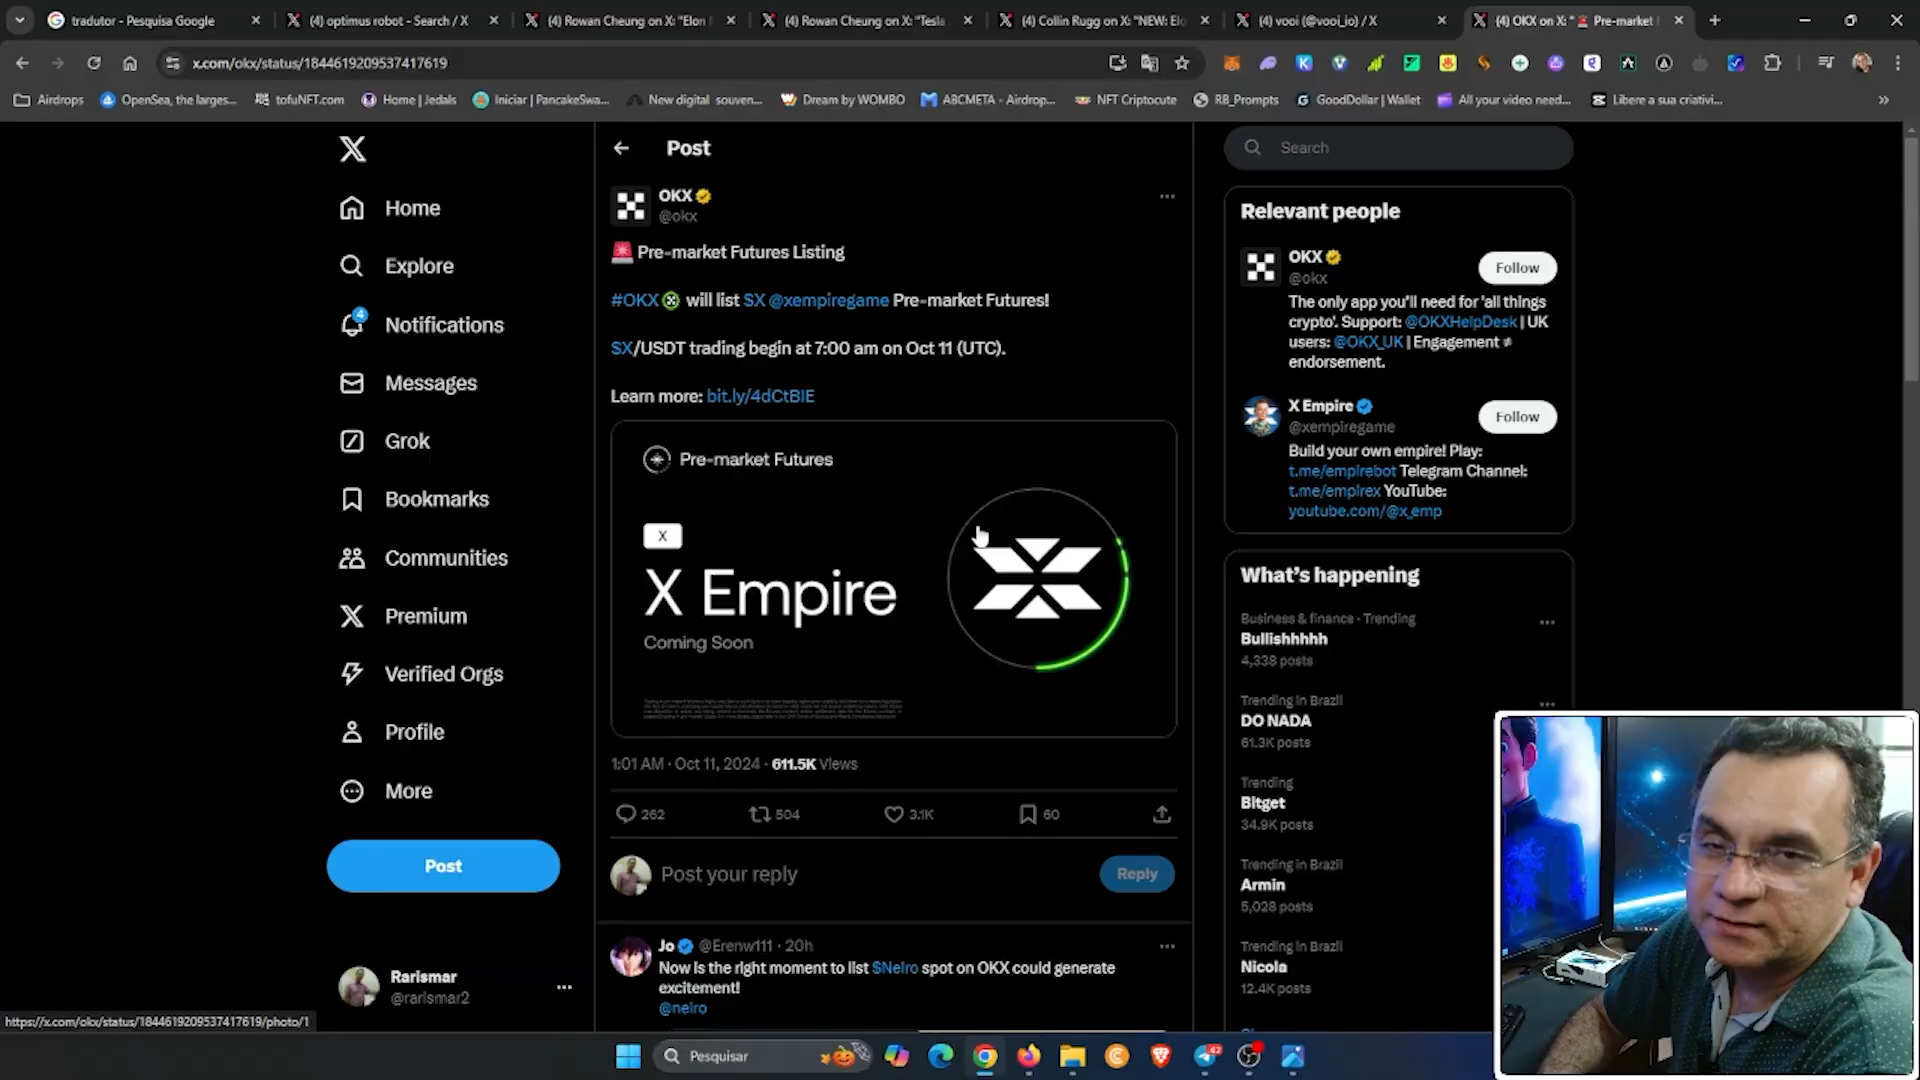 tradutor - Pesquisa Google
(4) optimus robot - Search / X
(4) Rowan Cheung on X: "Elon
(4) Rowan Cheung on X: "Tesla
(4) Collin Rugg on X: "NEW: Elo
(4) vooi (@vooi_io) / X
(4) OKX on X: "🚨 Pre-market
x.com/okx/status/1844619209537417619
Airdrops
OpenSea, the larges...
tofuNFT.com
Home | Jedals
Iniciar | PancakeSwa...
New digital souven...
Dream by WOMBO
ABCMETA - Airdrop...
NFT Criptocute
RB_Prompts
GoodDollar | Wallet
All your video need...
Libere a sua criativi...
Home
Explore
4
Notifications
Messages
Grok
Bookmarks
Communities
Premium
Verified Orgs
Profile
More
Post
Rarismar
@rarismar2
Post
OKX
@okx
🚨 Pre-market Futures Listing
#OKX will list $X @xempiregame Pre-market Futures!
$X/USDT trading begin at 7:00 am on Oct 11 (UTC).
Learn more: bit.ly/4dCtBIE
Pre-market Futures
X
X Empire
Coming Soon
1:01 AM · Oct 11, 2024 · 611.5K Views
262
504
3.1K
60
Post your reply
Reply
Jo @Erenw111 · 20h
Now is the right moment to list $Neiro spot on OKX could generate
excitement!
@neiro
Search
Relevant people
OKX
@okx
Follow
The only app you'll need for 'all things
crypto'. Support: @OKXHelpDesk | UK
users: @OKX_UK | Engagement ≠
endorsement.
X Empire
@xempiregame
Follow
Build your own empire! Play:
t.me/empirebot Telegram Channel:
t.me/empirex YouTube:
youtube.com/@x_emp
What's happening
Business & finance · Trending
Bullishhhhh
4,338 posts
Trending in Brazil
DO NADA
61.3K posts
Trending
Bitget
34.9K posts
Trending in Brazil
Armin
5,028 posts
Trending in Brazil
Nicola
12.4K posts
https://x.com/okx/status/1844619209537417619/photo/1
Pesquisar
42